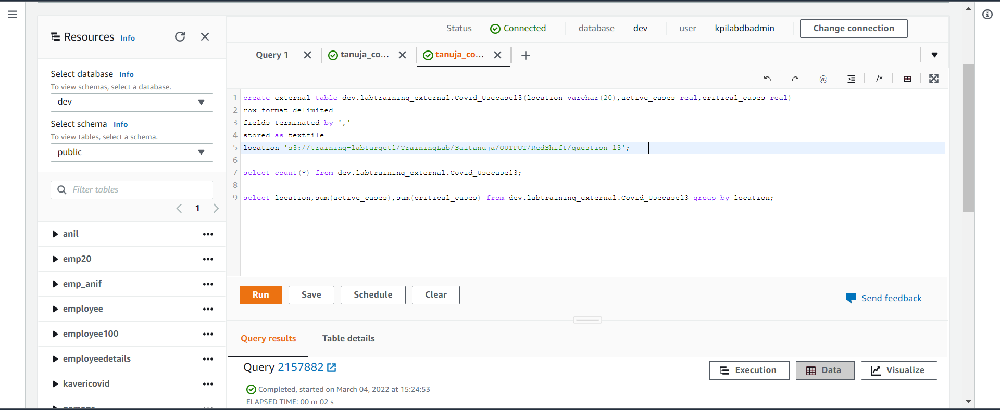 Resources Info
Select database Info
To view schemas, select a database.
dev
Select schema Info
To view tables, select a schema.
public
Filter tables
1
anil
emp20
emp_anif
employee
employee100
employeedetails
kavericovid
persons
Status Connected database dev user kpilabdbadmin Change connection
Query 1 tanuja_co... tanuja_co...
@ /*
1 create external table dev.labtraining_external.Covid_Usecase13(location varchar(20),active_cases real,critical_cases real)
2 row format delimited
3 fields terminated by ','
4 stored as textfile
5 location 's3://training-labtarget1/TrainingLab/Saitanuja/OUTPUT/RedShift/question 13';
6
7 select count(*) from dev.labtraining_external.Covid_Usecase13;
8
9 select location,sum(active_cases),sum(critical_cases) from dev.labtraining_external.Covid_Usecase13 group by location;
Run Save Schedule Clear
Send feedback
Query results Table details
Query 2157882
Execution Data Visualize
Completed, started on March 04, 2022 at 15:24:53
ELAPSED TIME: 00 m 02 s